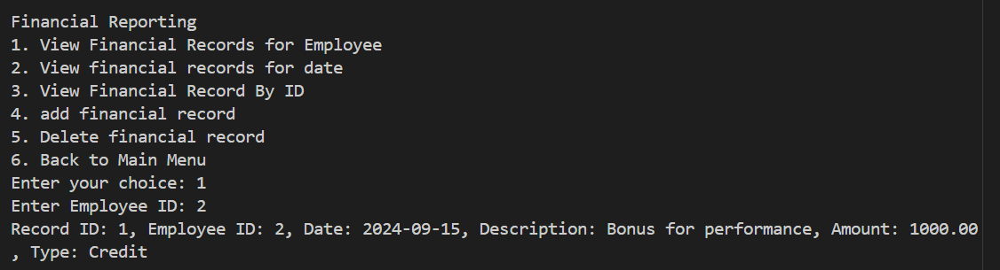 Financial Reporting
1. View Financial Records for Employee
2. View financial records for date
3. View Financial Record By ID
4. add financial record
5. Delete financial record
6. Back to Main Menu
Enter your choice: 1
Enter Employee ID: 2
Record ID: 1, Employee ID: 2, Date: 2024-09-15, Description: Bonus for performance, Amount: 1000.00
, Type: Credit